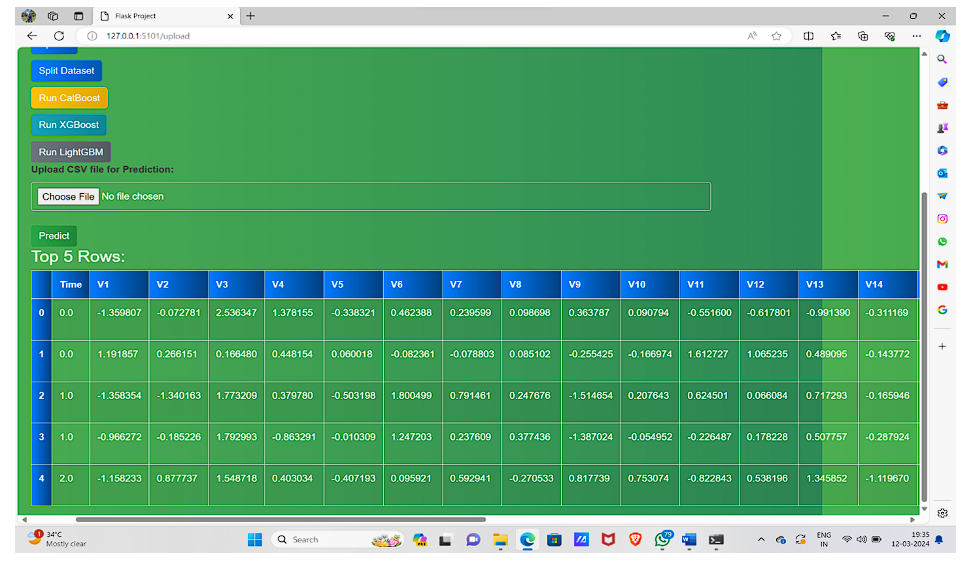 Flask Project
127.0.0.1:5101/upload
Split Dataset
Run CatBoost
Run XGBoost
Run LightGBM
Upload CSV file for Prediction:
Choose File No file chosen
Predict
Top 5 Rows:
Time V1 V2 V3 V4 V5 V6 V7 V8 V9 V10 V11 V12 V13 V14
0 0.0 -1.359807 -0.072781 2.536347 1.378155 -0.338321 0.462388 0.239599 0.098698 0.363787 0.090794 -0.551600 -0.617801 -0.991390 -0.311169
1 0.0 1.191857 0.266151 0.166480 0.448154 0.060018 -0.082361 -0.078803 0.085102 -0.255425 -0.166974 1.612727 1.065235 0.489095 -0.143772
2 1.0 -1.358354 -1.340163 1.773209 0.379780 -0.503198 1.800499 0.791461 0.247676 -1.514654 0.207643 0.624501 0.066084 0.717293 -0.165946
3 1.0 -0.966272 -0.185226 1.792993 -0.863291 -0.010309 1.247203 0.237609 0.377436 -1.387024 -0.054952 -0.226487 0.178228 0.507757 -0.287924
4 2.0 -1.158233 0.877737 1.548718 0.403034 -0.407193 0.095921 0.592941 -0.270533 0.817739 0.753074 -0.822843 0.538196 1.345852 -1.119670
34°C
Mostly clear
Search
ENG
IN
19:35
12-03-2024